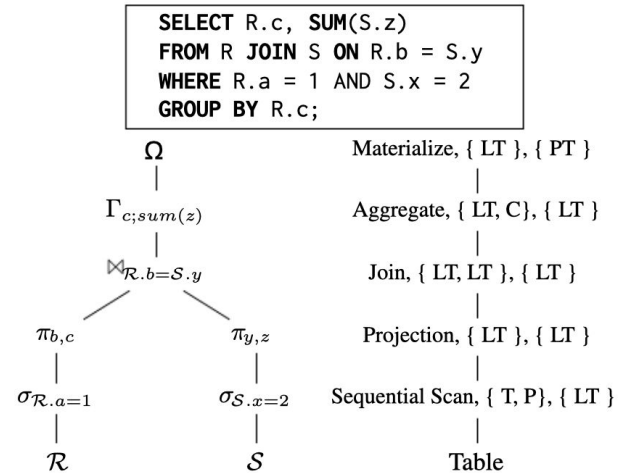 SELECT R.c, SUM(S.z)
FROM R JOIN S ON R.b = S.y
WHERE R.a = 1 AND S.x = 2
GROUP BY R.c;
Ω
Materialize, { LT }, { PT }
Γc;sum(z)
Aggregate, { LT, C}, { LT }
⋈R.b=S.y
Join, { LT, LT }, { LT }
πb,c
πy,z
Projection, { LT }, { LT }
σR.a=1
σS.x=2
Sequential Scan, { T, P}, { LT }
R
S
Table